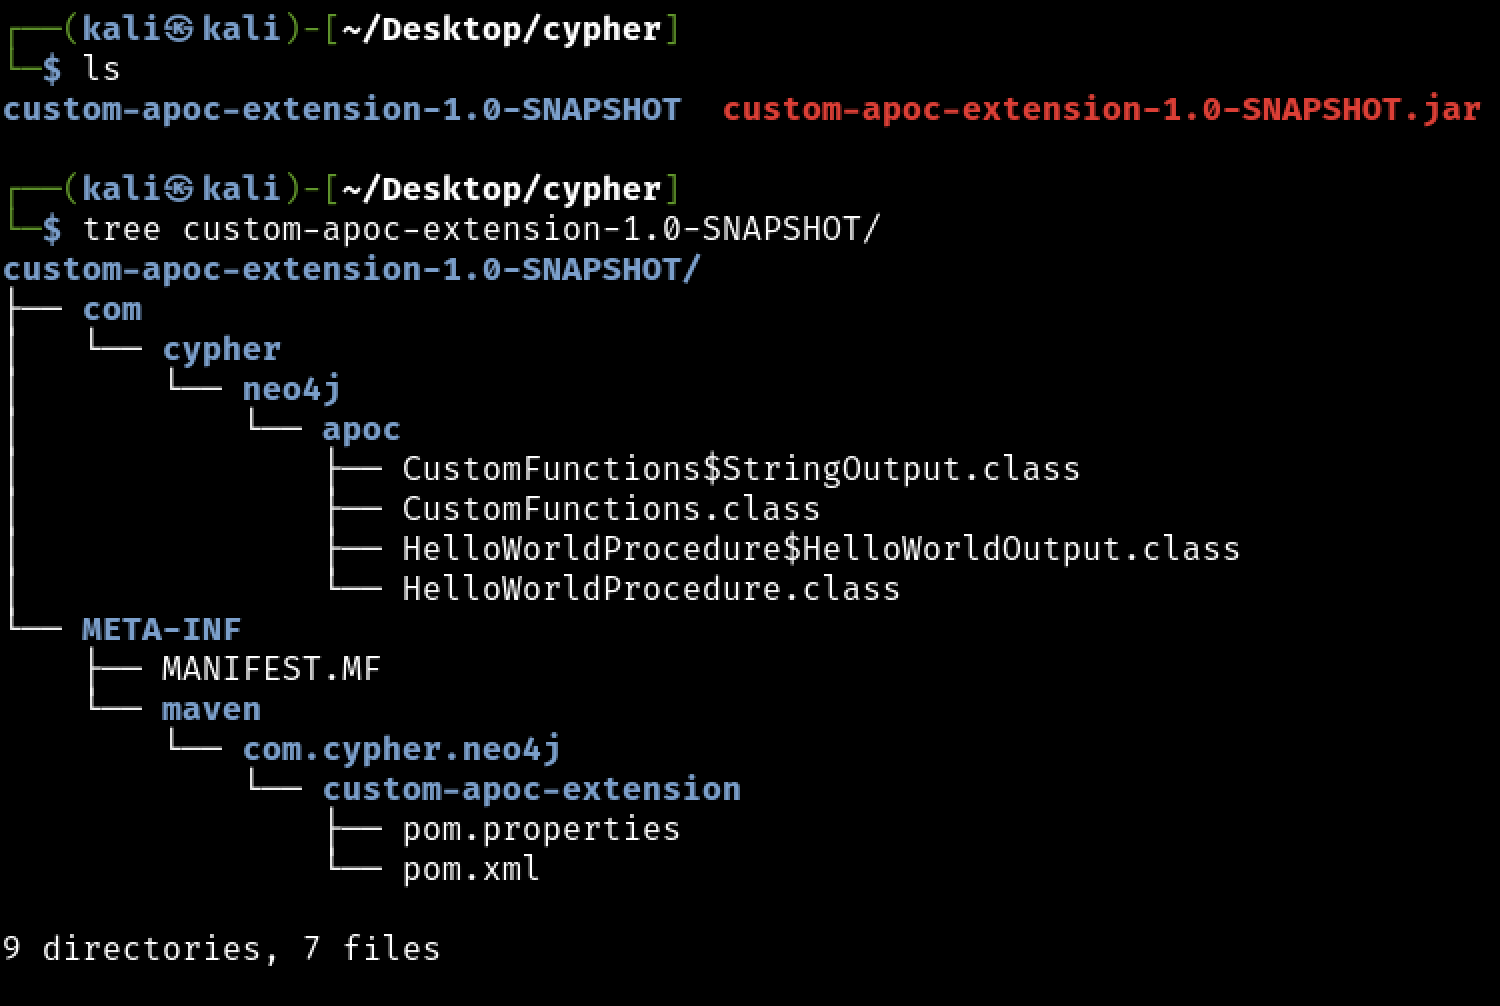 ┌──(kali㉿kali)-[~/Desktop/cypher]
└─$ ls
custom-apoc-extension-1.0-SNAPSHOT  custom-apoc-extension-1.0-SNAPSHOT.jar
┌──(kali㉿kali)-[~/Desktop/cypher]
└─$ tree custom-apoc-extension-1.0-SNAPSHOT/
custom-apoc-extension-1.0-SNAPSHOT/
├── com
│   └── cypher
│       └── neo4j
│           └── apoc
│               ├── CustomFunctions$StringOutput.class
│               ├── CustomFunctions.class
│               ├── HelloWorldProcedure$HelloWorldOutput.class
│               └── HelloWorldProcedure.class
└── META-INF
    ├── MANIFEST.MF
    └── maven
        └── com.cypher.neo4j
            └── custom-apoc-extension
                ├── pom.properties
                └── pom.xml
9 directories, 7 files